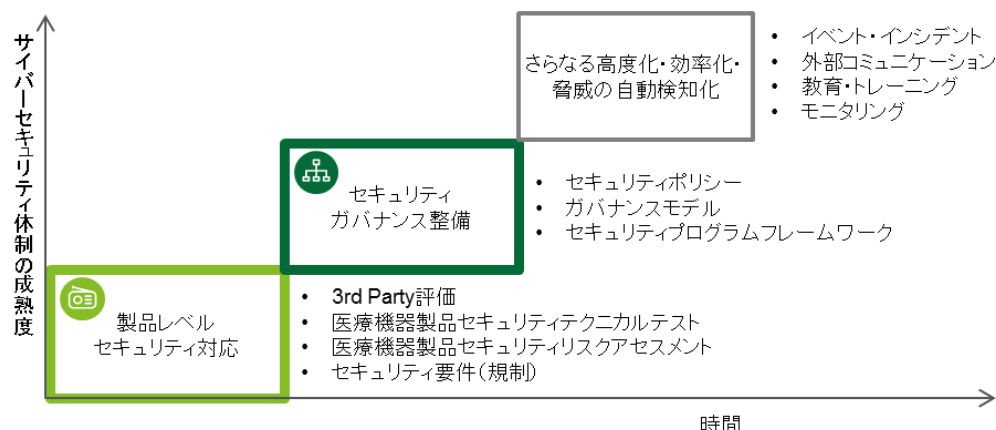 サイバーセキュリティ体制の成熟度
さらなる高度化・効率化・
脅威の自動検知化
• イベント・インシデント
• 外部コミュニケーション
• 教育・トレーニング
• モニタリング
セキュリティ
ガバナンス整備
• セキュリティポリシー
• ガバナンスモデル
• セキュリティプログラムフレームワーク
製品レベル
セキュリティ対応
• 3rd Party評価
• 医療機器製品セキュリティテクニカルテスト
• 医療機器製品セキュリティリスクアセスメント
• セキュリティ要件(規制)
時間